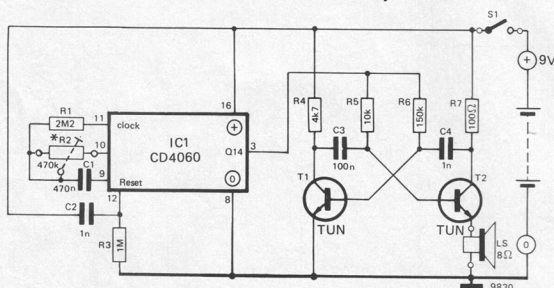 S1
9V
+
16
R4
4k7
R5
10k
R6
150k
R7
100Ω
R1
2M2
11
clock
*R2
470k
10
IC1
CD4060
Q14
3
C3
100n
C4
1n
C1
470n
9
Reset
12
8
0
C2
1n
R3
1M
T1
TUN
T2
TUN
LS
8Ω
0
9820